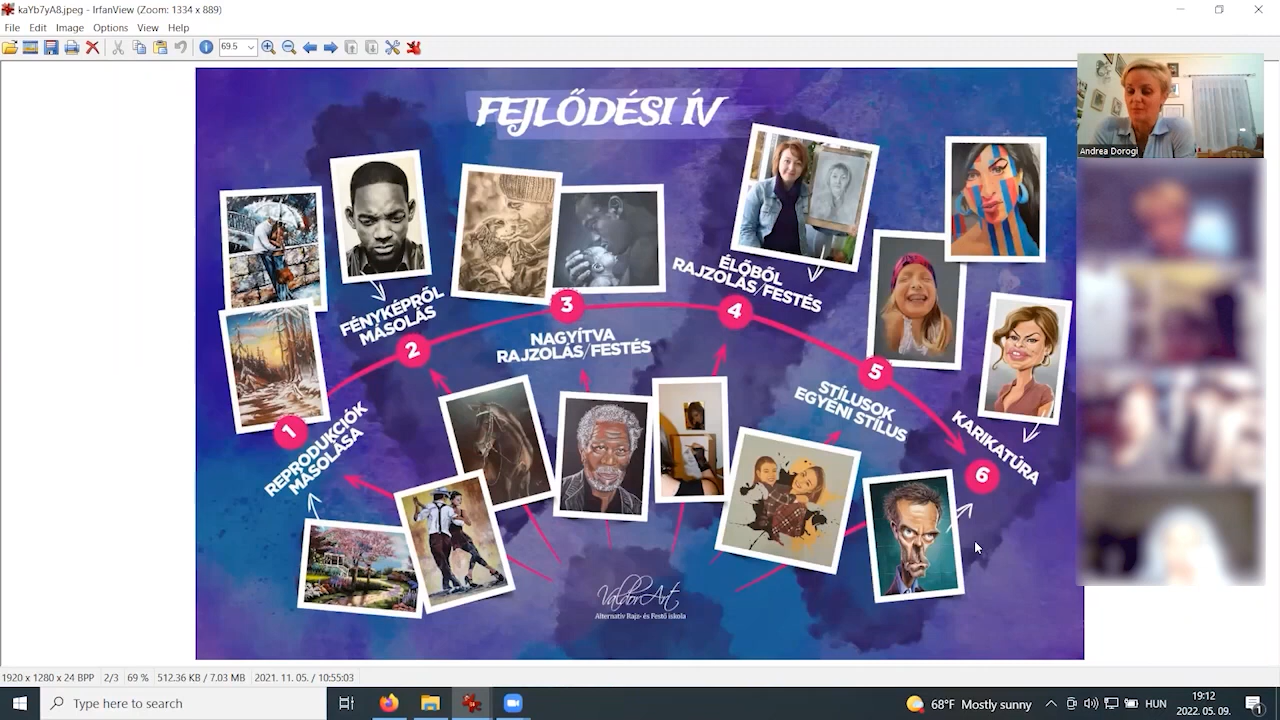 kaYb7yA8.jpeg - IrfanView (Zoom: 1334 x 889)
File Edit Image Options View Help
69.5
FEJLŐDÉSI ÍV
Andrea Dorogi
1
REPRODUKCIÓK
MÁSOLÁSA
2
FÉNYKÉPRŐL
MÁSOLÁS
3
NAGYÍTVA
RAJZOLÁS/FESTÉS
4
ÉLŐBŐL
RAJZOLÁS/FESTÉS
5
STÍLUSOK
EGYÉNI STÍLUS
6
KARIKATÚRA
ValdorArt
Alternatív Rajz- és Festő iskola
1920 x 1280 x 24 BPP 2/3 69 % 512.36 KB / 7.03 MB 2021. 11. 05. / 10:55:03
Type here to search
68°F Mostly sunny
HUN
19:12
2022. 05. 09.
1